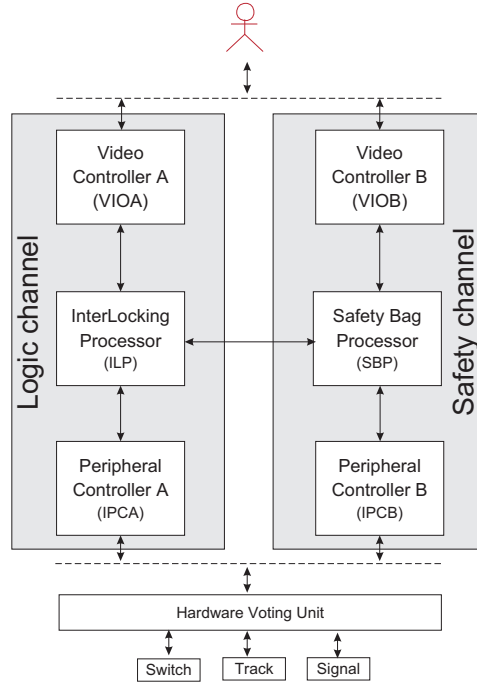 Logic channel
Video
Controller A
(VIOA)
InterLocking
Processor
(ILP)
Peripheral
Controller A
(IPCA)
Video
Controller B
(VIOB)
Safety Bag
Processor
(SBP)
Peripheral
Controller B
(IPCB)
Safety channel
Hardware Voting Unit
Switch
Track
Signal